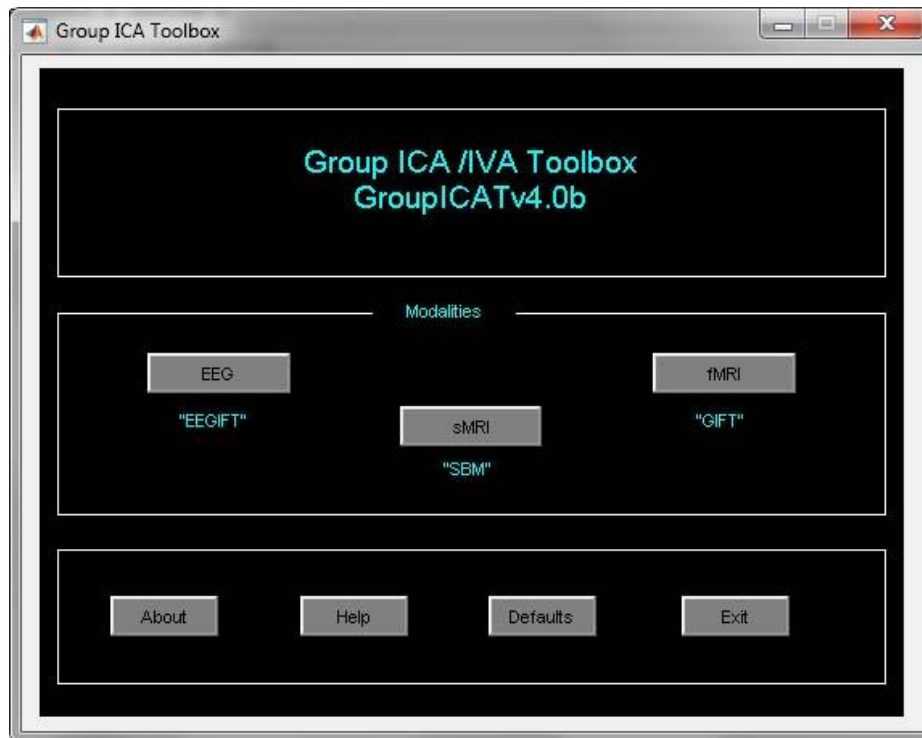 Group ICA Toolbox
Group ICA /IVA Toolbox
GroupICATv4.0b
Modalities
EEG
"EEGIFT"
sMRI
"SBM"
fMRI
"GIFT"
About
Help
Defaults
Exit